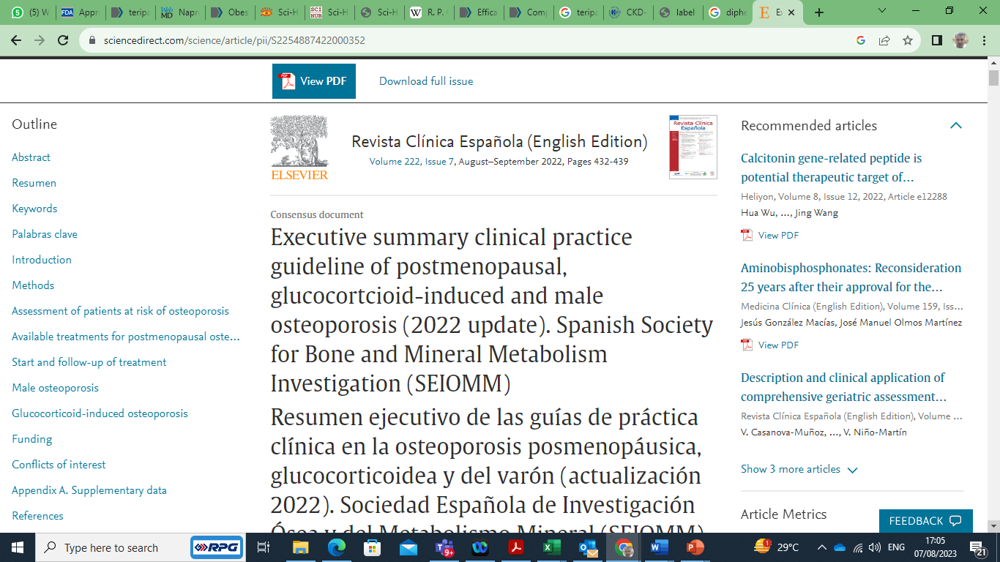 (5) W
FDA Appro
teripa
WebMD Napro
Obes
Sci-H
SCI HUB Sci-H
Sci-H
W R. P.
Effica
Comp
teripa
CKD-
label
diphe
Ex
sciencedirect.com/science/article/pii/S2254887422000352
View PDF
Download full issue
Outline
Abstract
Resumen
Keywords
Palabras clave
Introduction
Methods
Assessment of patients at risk of osteoporosis
Available treatments for postmenopausal oste...
Start and follow-up of treatment
Male osteoporosis
Glucocorticoid-induced osteoporosis
Funding
Conflicts of interest
Appendix A. Supplementary data
References
ELSEVIER
Revista Clínica Española (English Edition)
Volume 222, Issue 7, August–September 2022, Pages 432-439
Revista Clínica
Española
Consensus document
Executive summary clinical practice
guideline of postmenopausal,
glucocortcioid-induced and male
osteoporosis (2022 update). Spanish Society
for Bone and Mineral Metabolism
Investigation (SEIOMM)
Resumen ejecutivo de las guías de práctica
clínica en la osteoporosis posmenopáusica,
glucocorticoidea y del varón (actualización
2022). Sociedad Española de Investigación
Ósea y del Metabolismo Mineral (SEIOMM)
Recommended articles
Calcitonin gene-related peptide is
potential therapeutic target of...
Heliyon, Volume 8, Issue 12, 2022, Article e12288
Hua Wu, ..., Jing Wang
View PDF
Aminobisphosphonates: Reconsideration
25 years after their approval for the...
Medicina Clínica (English Edition), Volume 159, Iss...
Jesús González Macías, José Manuel Olmos Martínez
View PDF
Description and clinical application of
comprehensive geriatric assessment...
Revista Clínica Española (English Edition), Volume ...
V. Casanova-Muñoz, ..., V. Niño-Martín
Show 3 more articles
Article Metrics
FEEDBACK
Type here to search
RPG
9+
29°C
ENG
17:05
07/08/2023
21